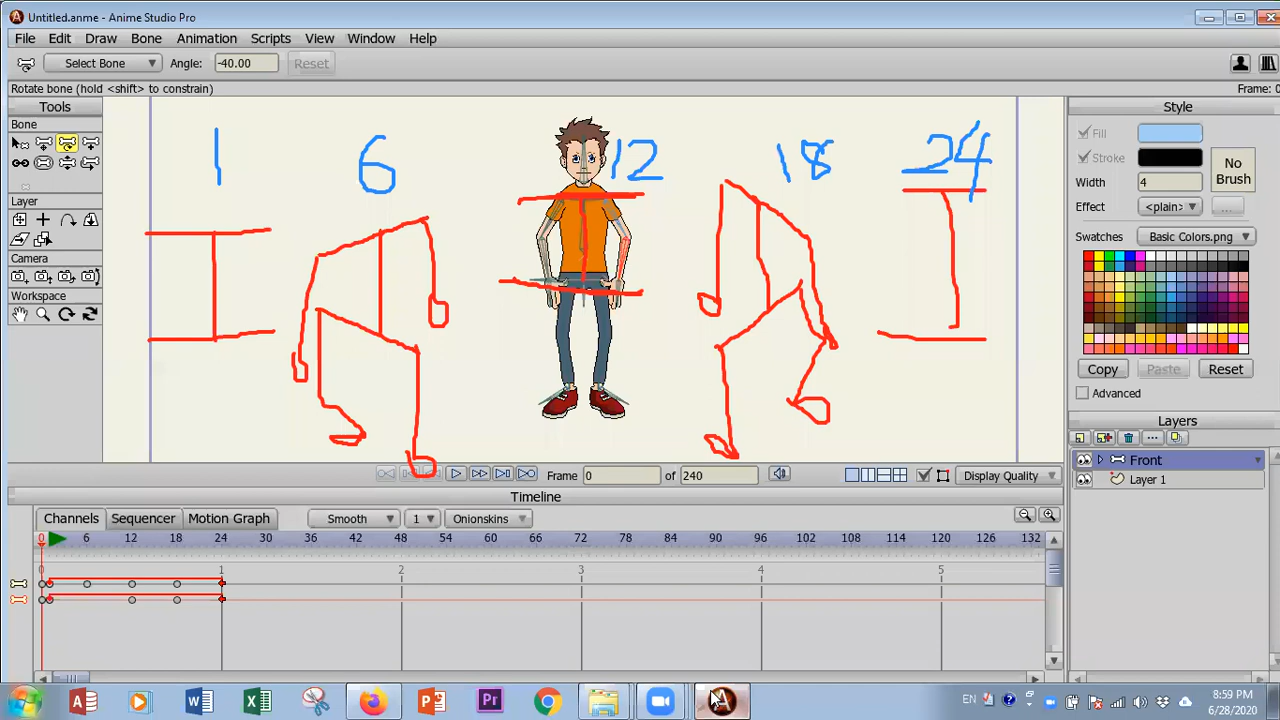 Untitled.anme - Anime Studio Pro
File Edit Draw Bone Animation Scripts View Window Help
Select Bone Angle: -40.00 Reset
Rotate bone (hold <shift> to constrain) Frame: 0
Tools
Bone
Layer
Camera
Workspace
1 6 12 18 24
Style
Fill
Stroke
No Brush
Width 4
Effect <plain> ...
Swatches Basic Colors.png
Copy Paste Reset
Advanced
Layers
Front
Layer 1
Frame 0 of 240 Display Quality
Timeline
Channels Sequencer Motion Graph Smooth 1 Onionskins
0 6 12 18 24 30 36 42 48 54 60 66 72 78 84 90 96 102 108 114 120 126 132
0 1 2 3 4 5
EN 8:59 PM
6/28/2020